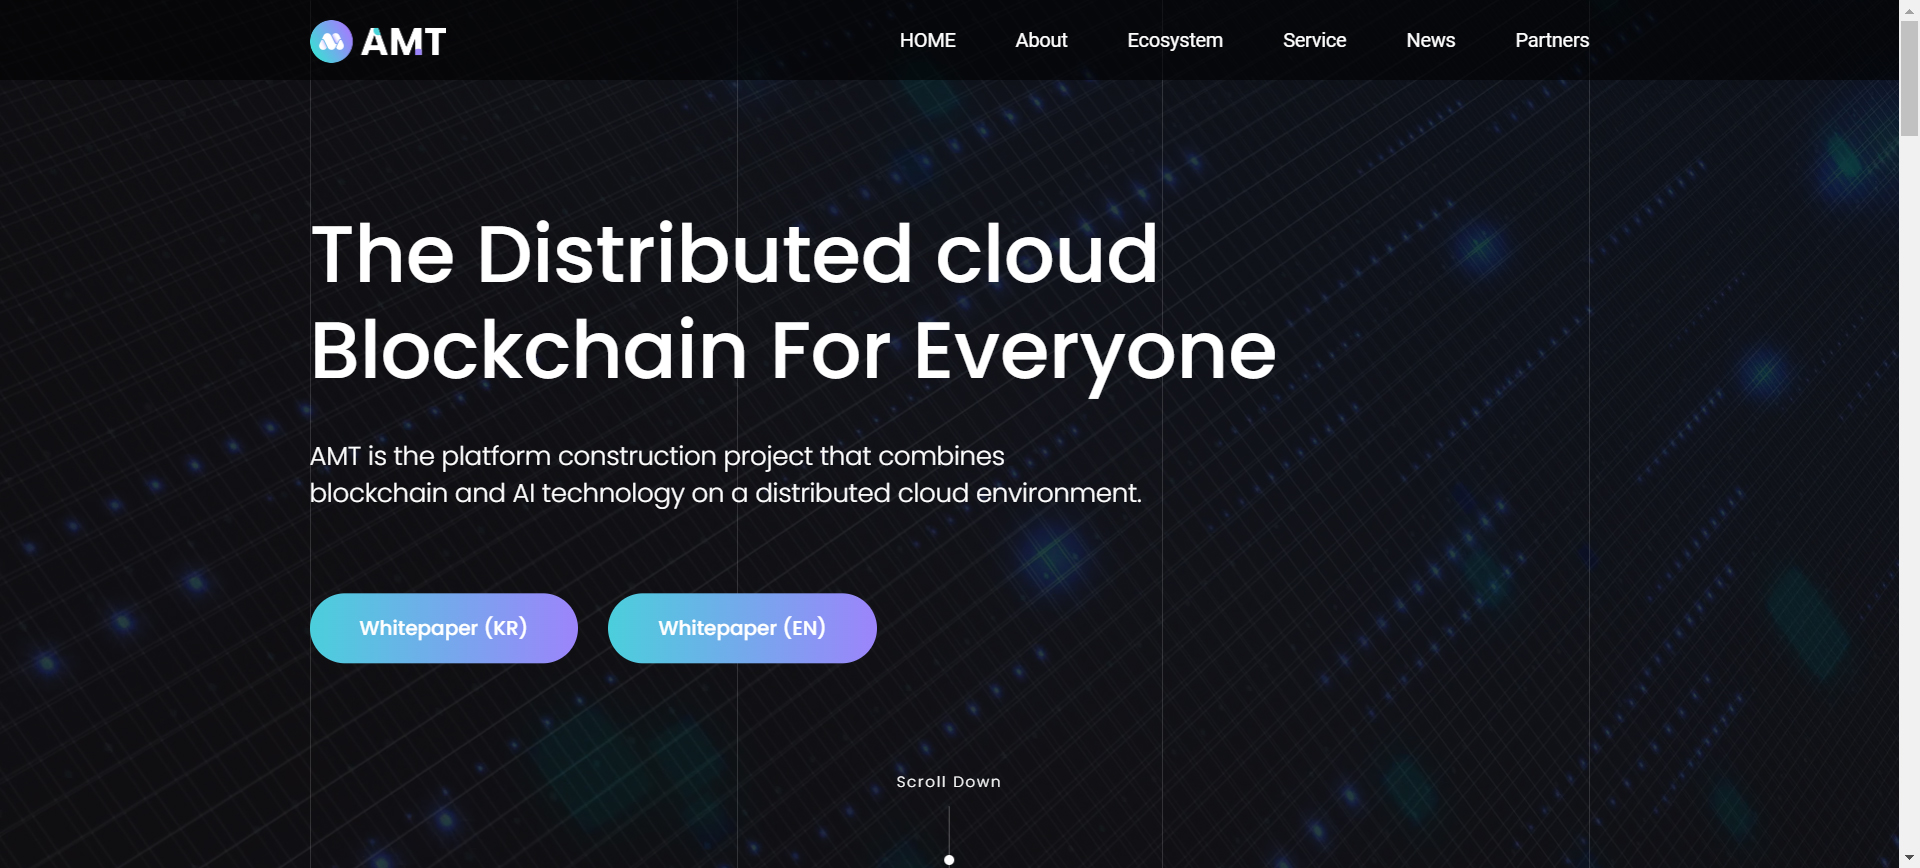 AMT
HOME About Ecosystem Service News Partners
The Distributed cloud
Blockchain For Everyone
AMT is the platform construction project that combines
blockchain and AI technology on a distributed cloud environment.
Whitepaper (KR) Whitepaper (EN)
Scroll Down